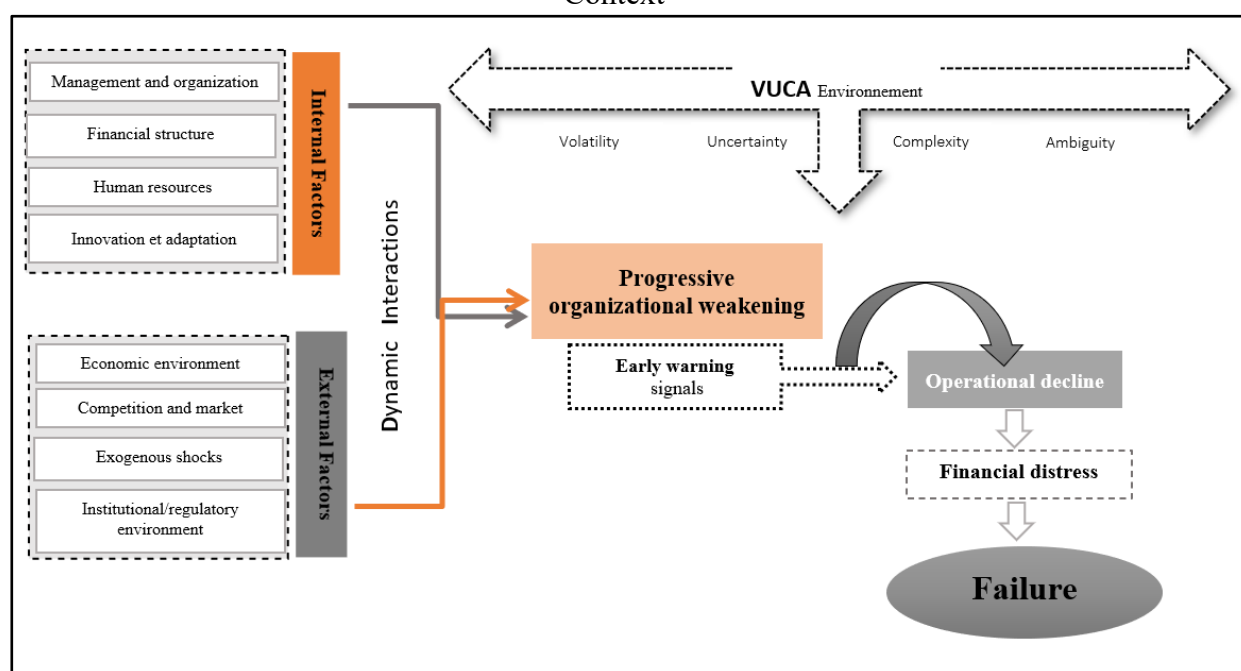 Context
Management and organization
Financial structure
Human resources
Innovation et adaptation
Internal Factors
Economic environment
Competition and market
Exogenous shocks
Institutional/regulatory
environment
External Factors
Dynamic Interactions
VUCA Environnement
Volatility
Uncertainty
Complexity
Ambiguity
Progressive
organizational weakening
Early warning
signals
Operational decline
Financial distress
Failure